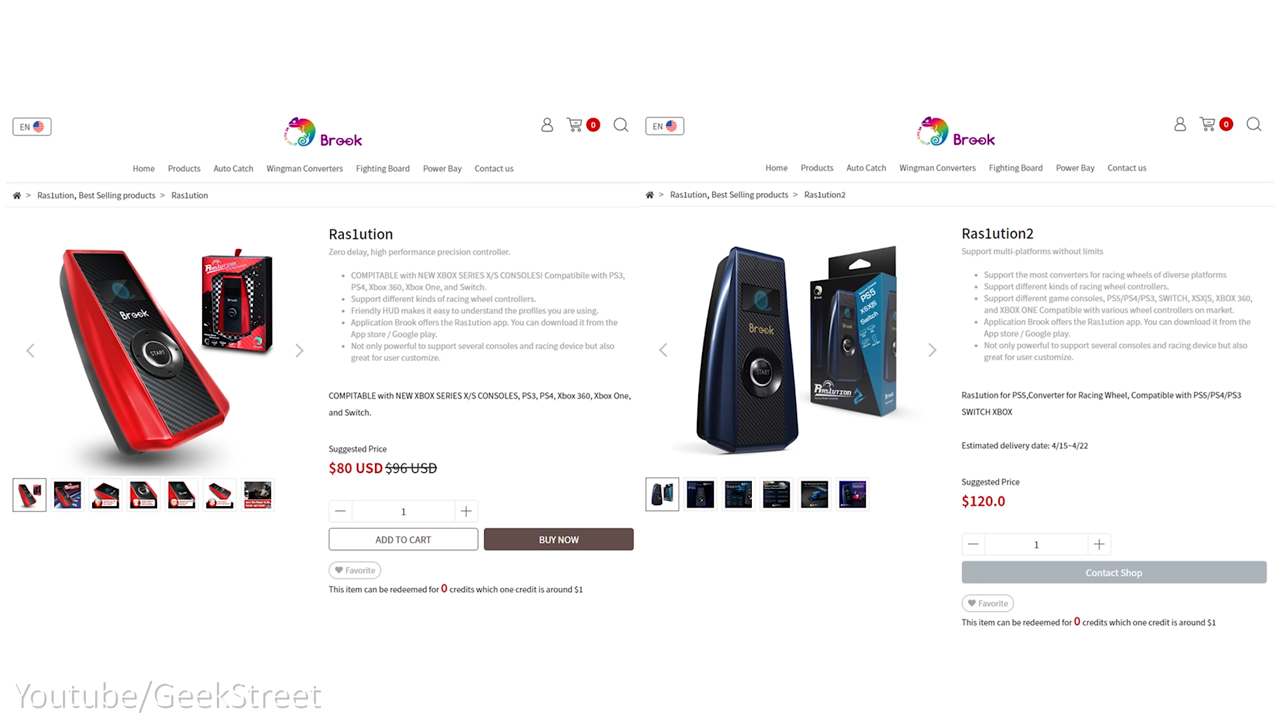 EN
Brook
0
Home Products Auto Catch Wingman Converters Fighting Board Power Bay Contact us
> Ras1ution, Best Selling products > Ras1ution
Ras1ution
Zero delay, high performance precision controller.
COMPITABLE with NEW XBOX SERIES X/S CONSOLES! Compatibile with PS3,
PS4, Xbox 360, Xbox One, and Switch.
Support different kinds of racing wheel controllers.
Friendly HUD makes it easy to understand the profiles you are using.
Application Brook offers the Ras1ution app. You can download it from the
App store / Google play.
Not only powerful to support several consoles and racing device but also
great for user customize.
Brook
START
COMPITABLE with NEW XBOX SERIES X/S CONSOLES, PS3, PS4, Xbox 360, Xbox One,
and Switch.
Suggested Price
$80 USD $96 USD
1
ADD TO CART BUY NOW
Favorite
This item can be redeemed for 0 credits which one credit is around $1
EN
Brook
0
Home Products Auto Catch Wingman Converters Fighting Board Power Bay Contact us
> Ras1ution, Best Selling products > Ras1ution2
Ras1ution2
Support multi-platforms without limits
Support the most converters for racing wheels of diverse platforms
Support different kinds of racing wheel controllers.
Support different game consoles, PS5/PS4/PS3, SWITCH, XSX|S, XBOX 360,
and XBOX ONE Compatible with various wheel controllers on market.
Application Brook offers the Ras1ution app. You can download it from the
App store / Google play.
Not only powerful to support several consoles and racing device but also
great for user customize.
Brook
START
PS5
XSX|S
Switch
RAS1UTION
2
Ras1ution for PS5,Converter for Racing Wheel, Compatible with PS5/PS4/PS3
SWITCH XBOX
Estimated delivery date: 4/15~4/22
Suggested Price
$120.0
1
Contact Shop
Favorite
This item can be redeemed for 0 credits which one credit is around $1
Youtube/GeekStreet